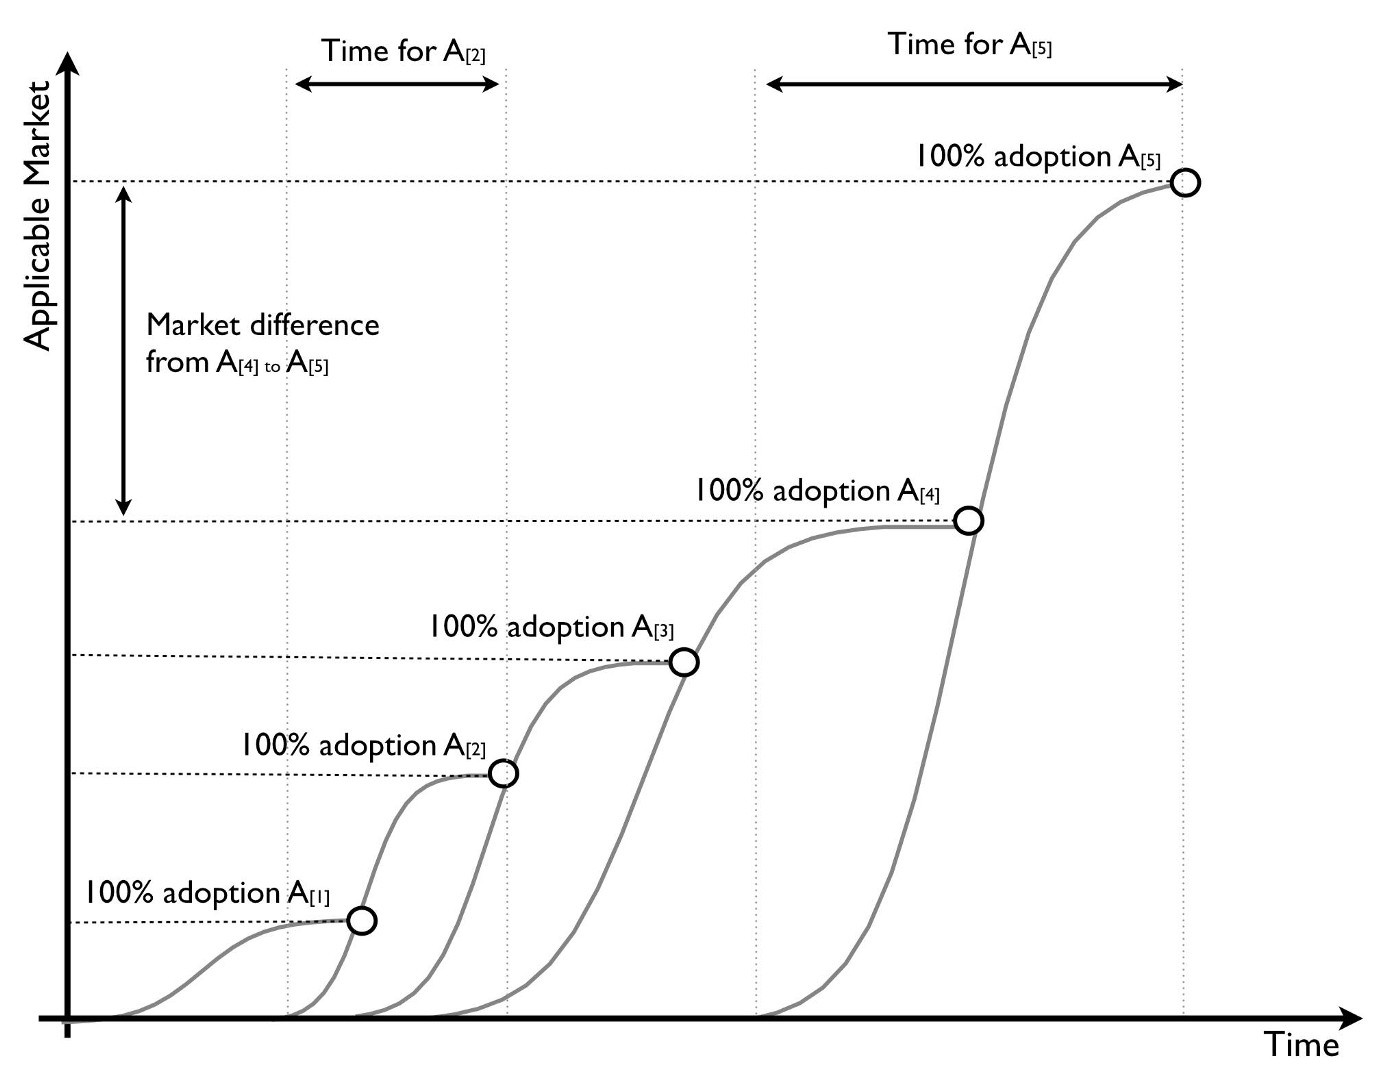 Time for A[2]
Time for A[5]
Applicable Market
100% adoption A[5]
Market difference
from A[4] to A[5]
100% adoption A[4]
100% adoption A[3]
100% adoption A[2]
100% adoption A[1]
Time